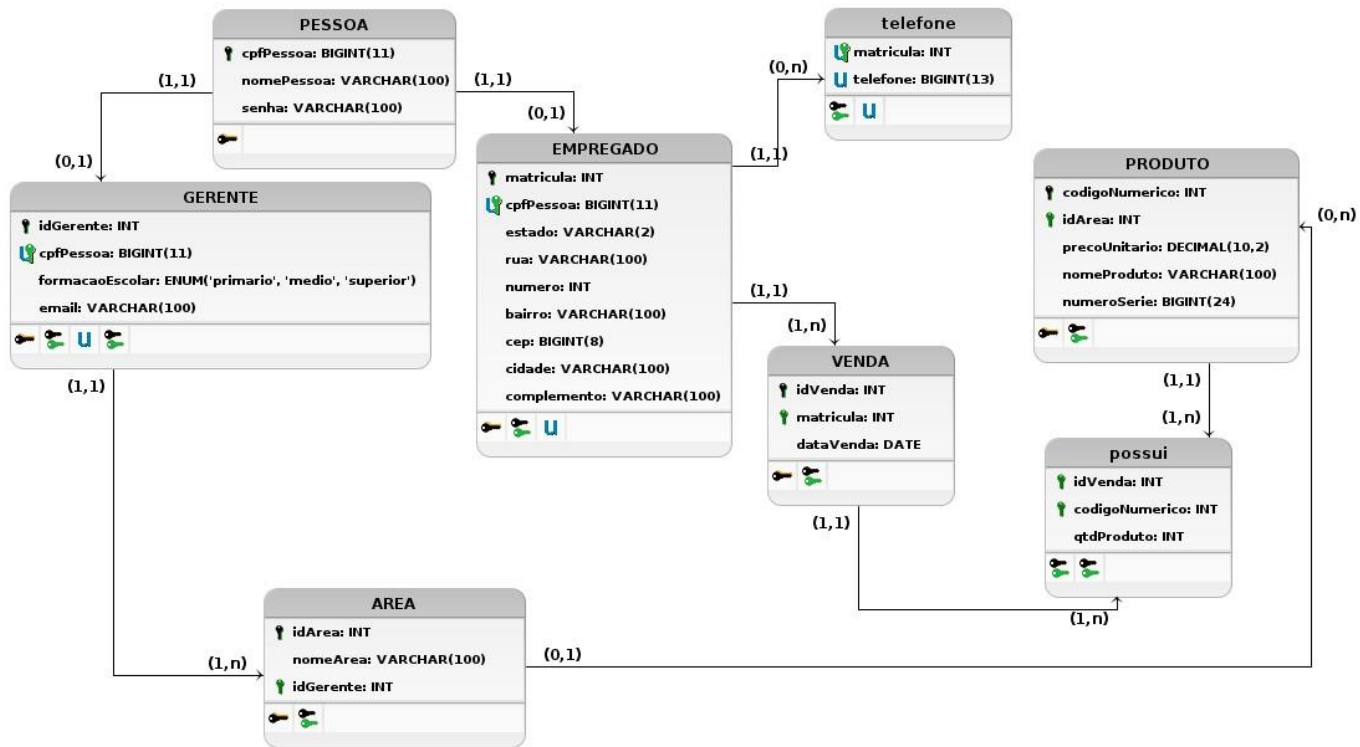 PESSOA
cpfPessoa: BIGINT(11)
nomePessoa: VARCHAR(100)
senha: VARCHAR(100)
(1,1)
(1,1)
(0,1)
(0,1)
telefone
U matricula: INT
U telefone: BIGINT(13)
U
(0,n)
(1,1)
EMPREGADO
matricula: INT
U cpfPessoa: BIGINT(11)
estado: VARCHAR(2)
rua: VARCHAR(100)
numero: INT
bairro: VARCHAR(100)
cep: BIGINT(8)
cidade: VARCHAR(100)
complemento: VARCHAR(100)
U
GERENTE
idGerente: INT
U cpfPessoa: BIGINT(11)
formacaoEscolar: ENUM('primario', 'medio', 'superior')
email: VARCHAR(100)
U
(1,1)
PRODUTO
codigoNumerico: INT
idArea: INT
precoUnitario: DECIMAL(10,2)
nomeProduto: VARCHAR(100)
numeroSerie: BIGINT(24)
(0,n)
(1,1)
(1,n)
VENDA
idVenda: INT
matricula: INT
dataVenda: DATE
(1,1)
(1,1)
(1,n)
possui
idVenda: INT
codigoNumerico: INT
qtdProduto: INT
(1,n)
AREA
idArea: INT
nomeArea: VARCHAR(100)
idGerente: INT
(1,n)
(0,1)